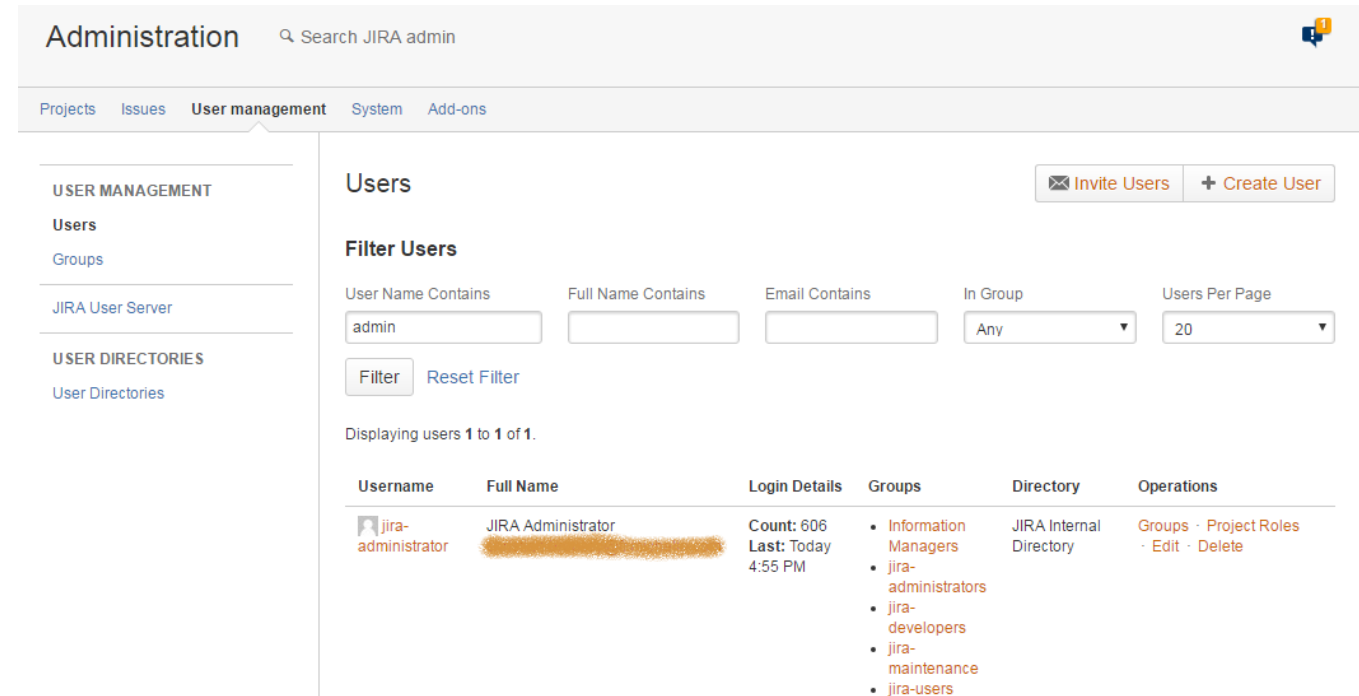 Administration
Search JIRA admin
1
Projects Issues User management System Add-ons
USER MANAGEMENT
Users
Groups
JIRA User Server
USER DIRECTORIES
User Directories
Users
Invite Users + Create User
Filter Users
User Name Contains Full Name Contains Email Contains In Group Users Per Page
admin Any 20
Filter Reset Filter
Displaying users 1 to 1 of 1.
Username Full Name Login Details Groups Directory Operations
jira-
administrator
JIRA Administrator
Count: 606
Last: Today
4:55 PM
• Information
Managers
• jira-
administrators
• jira-
developers
• jira-
maintenance
• jira-users
JIRA Internal
Directory
Groups · Project Roles
· Edit · Delete